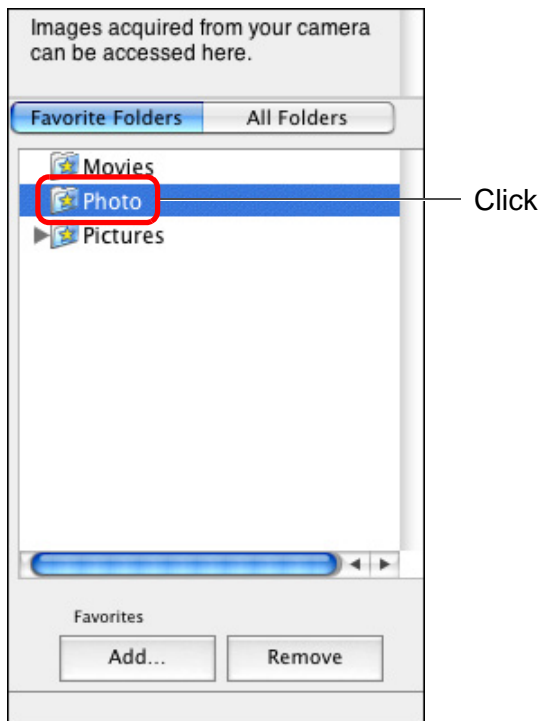 Images acquired from your camera
can be accessed here.
Favorite Folders
All Folders
Movies
Photo
Click
Pictures
Favorites
Add...
Remove